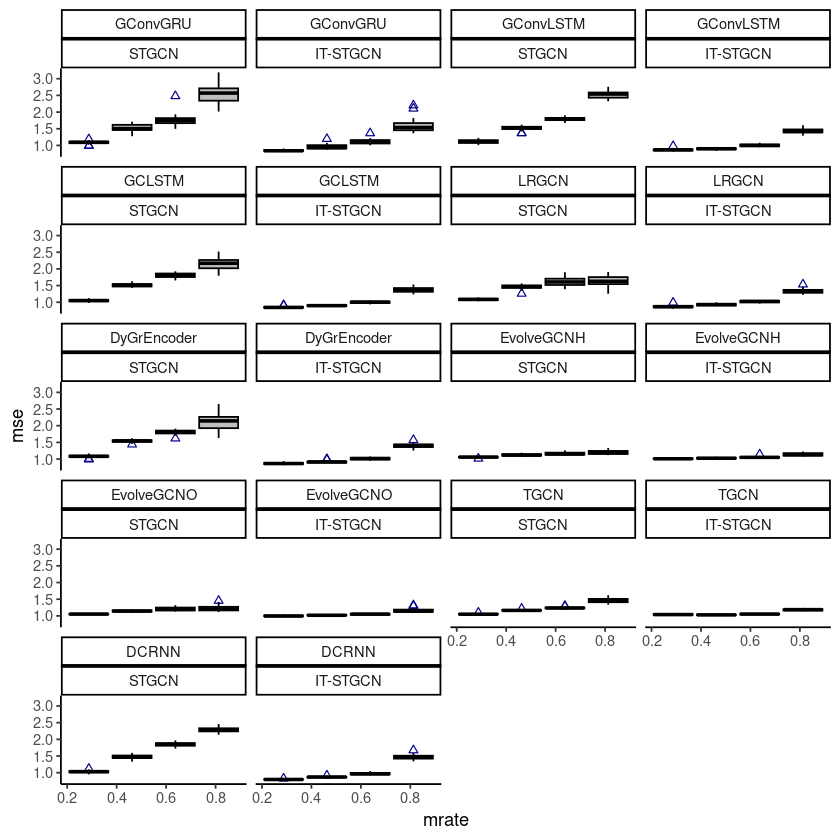 GConvGRU GConvGRU GConvLSTM GConvLSTM
STGCN IT-STGCN STGCN IT-STGCN
3.0
2.5
2.0
1.5
1.0
GCLSTM GCLSTM LRGCN LRGCN
STGCN IT-STGCN STGCN IT-STGCN
3.0
2.5
2.0
1.5
1.0
DyGrEncoder DyGrEncoder EvolveGCNH EvolveGCNH
STGCN IT-STGCN STGCN IT-STGCN
3.0
2.5
2.0
1.5
1.0
mse
EvolveGCNO EvolveGCNO TGCN TGCN
STGCN IT-STGCN STGCN IT-STGCN
3.0
2.5
2.0
1.5
1.0
0.2 0.4 0.6 0.8 0.2 0.4 0.6 0.8
DCRNN DCRNN
STGCN IT-STGCN
3.0
2.5
2.0
1.5
1.0
0.2 0.4 0.6 0.8 0.2 0.4 0.6 0.8
mrate